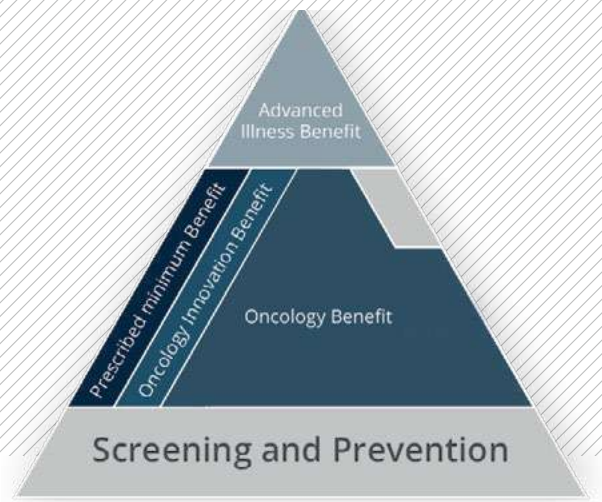 Advanced
Illness Benefit
Prescribed minimum Benefit
Oncology Innovation Benefit
Oncology Benefit
Screening and Prevention